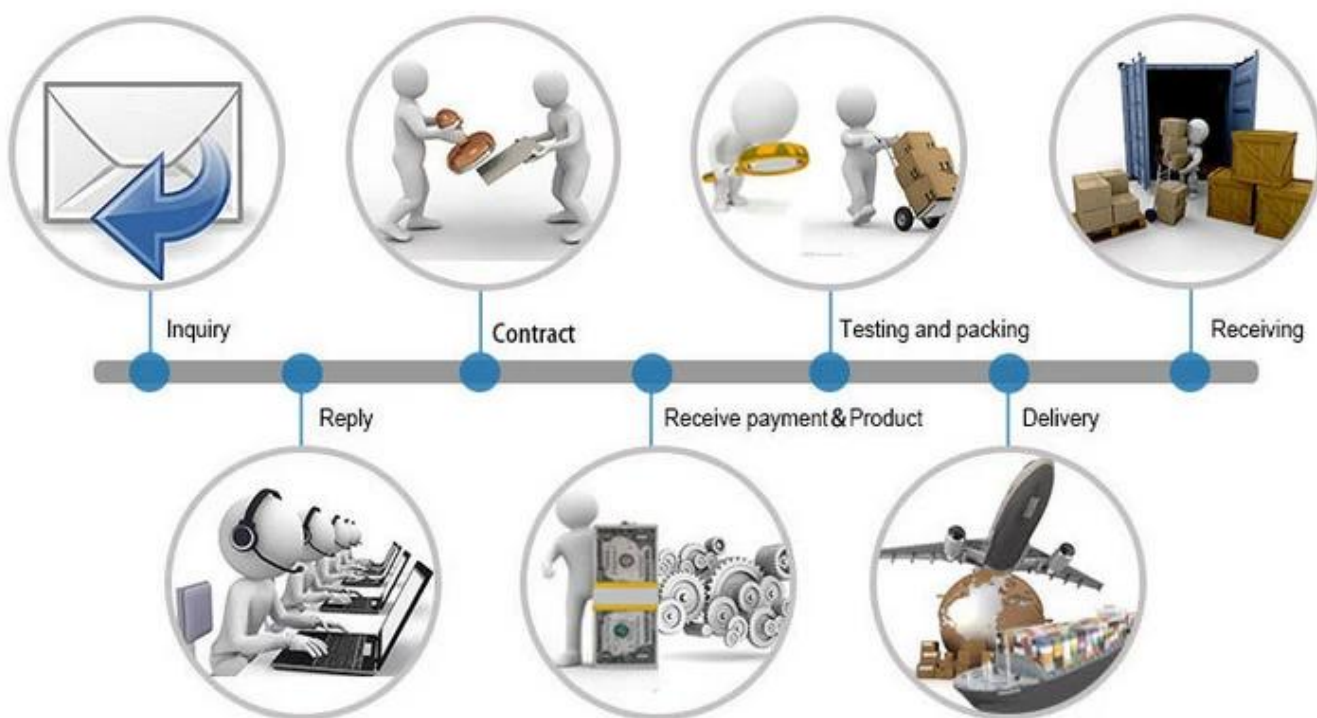 Inquiry
Reply
Contract
Receive payment&Product
Testing and packing
Delivery
Receiving